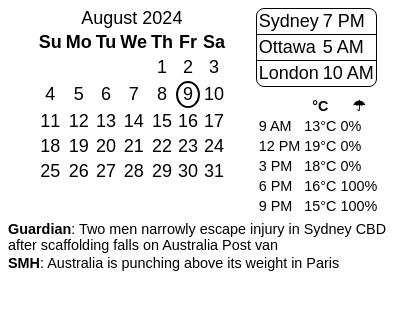 August 2024
Su Mo Tu We Th Fr Sa
1 2 3
4 5 6 7 8 9 10
11 12 13 14 15 16 17
18 19 20 21 22 23 24
25 26 27 28 29 30 31
Sydney 7 PM
Ottawa 5 AM
London 10 AM
°C ☂
9 AM 13°C 0%
12 PM 19°C 0%
3 PM 18°C 0%
6 PM 16°C 100%
9 PM 15°C 100%
Guardian: Two men narrowly escape injury in Sydney CBD
after scaffolding falls on Australia Post van
SMH: Australia is punching above its weight in Paris